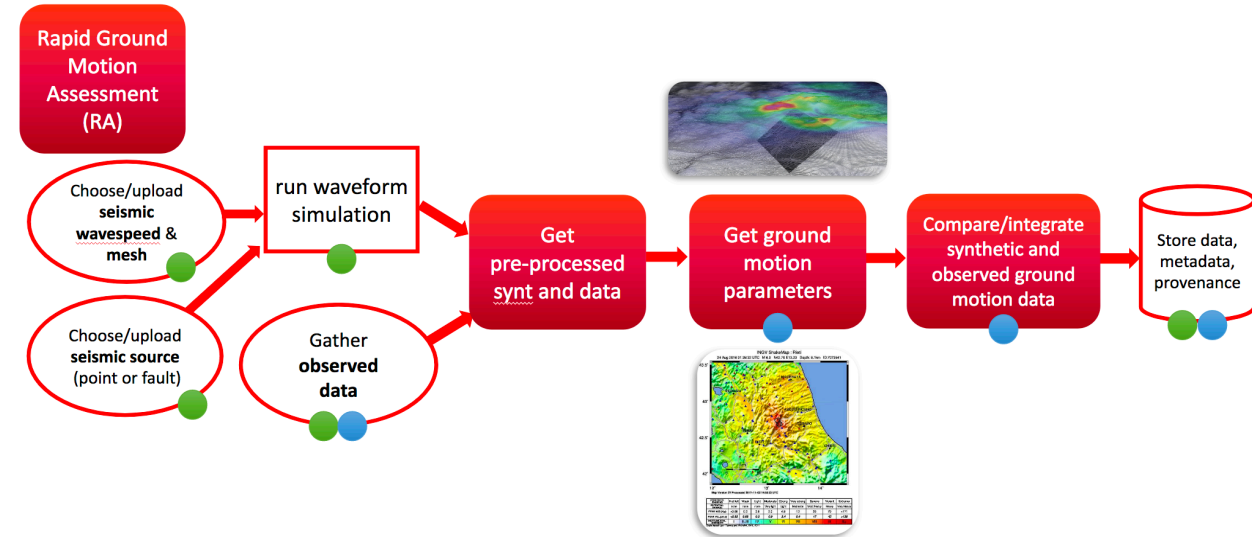 Rapid Ground
Motion
Assessment
(RA)
Choose/upload
seismic
wavespeed &
mesh
Choose/upload
seismic source
(point or fault)
run waveform
simulation
Gather
observed
data
Get
pre-processed
synt and data
Get ground
motion
parameters
Compare/integrate
synthetic and
observed ground
motion data
Store data,
metadata,
provenance